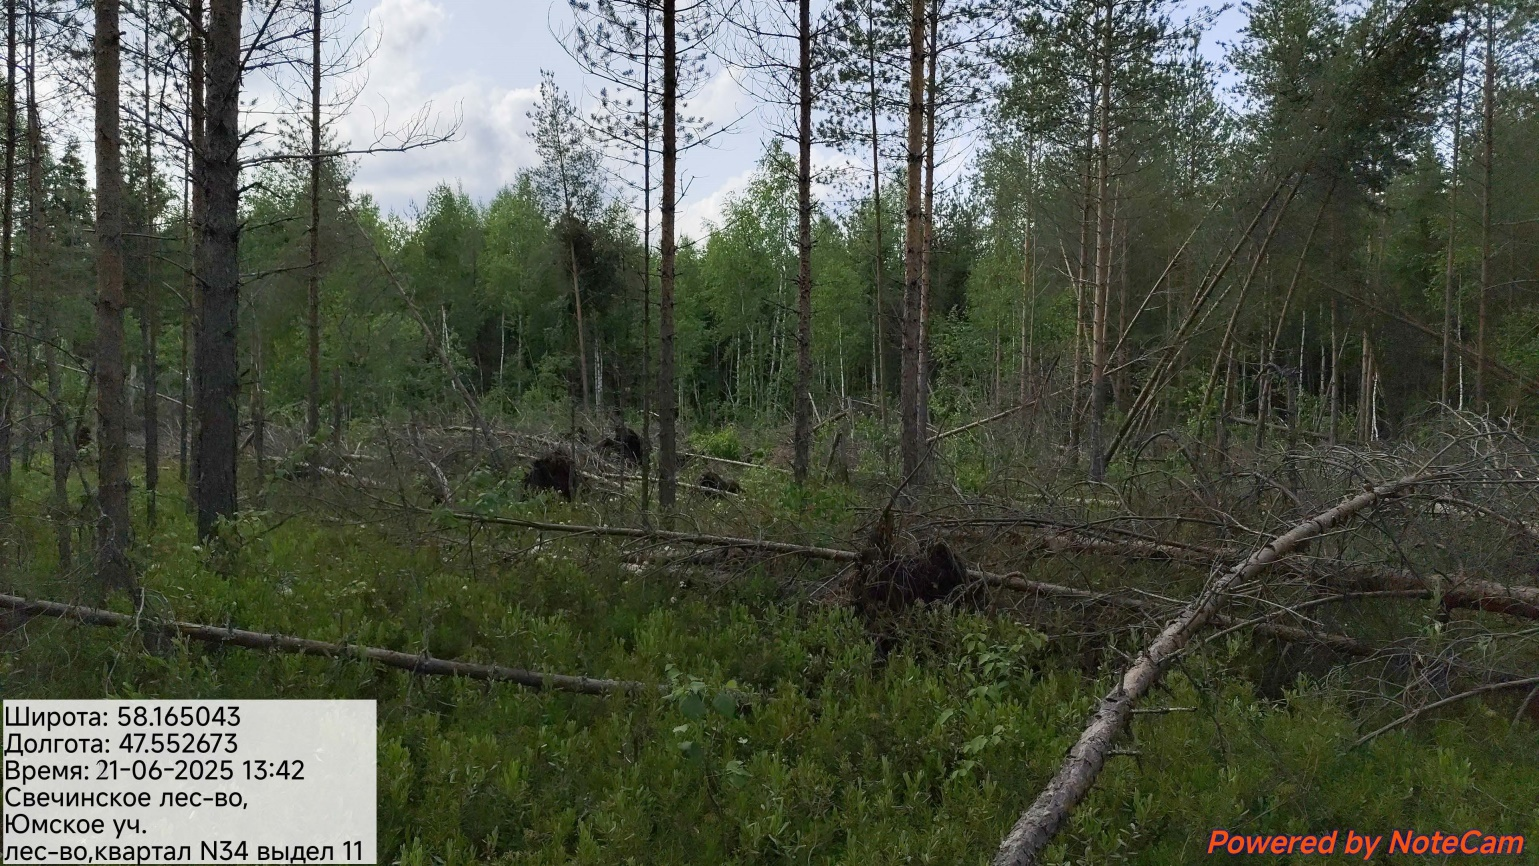 Широта: 58.165043
Долгота: 47.552673
Время: 21-06-2025 13:42
Свечинское лес-во,
Юмское уч.
лес-во,квартал N34 выдел 11
Powered by NoteCam